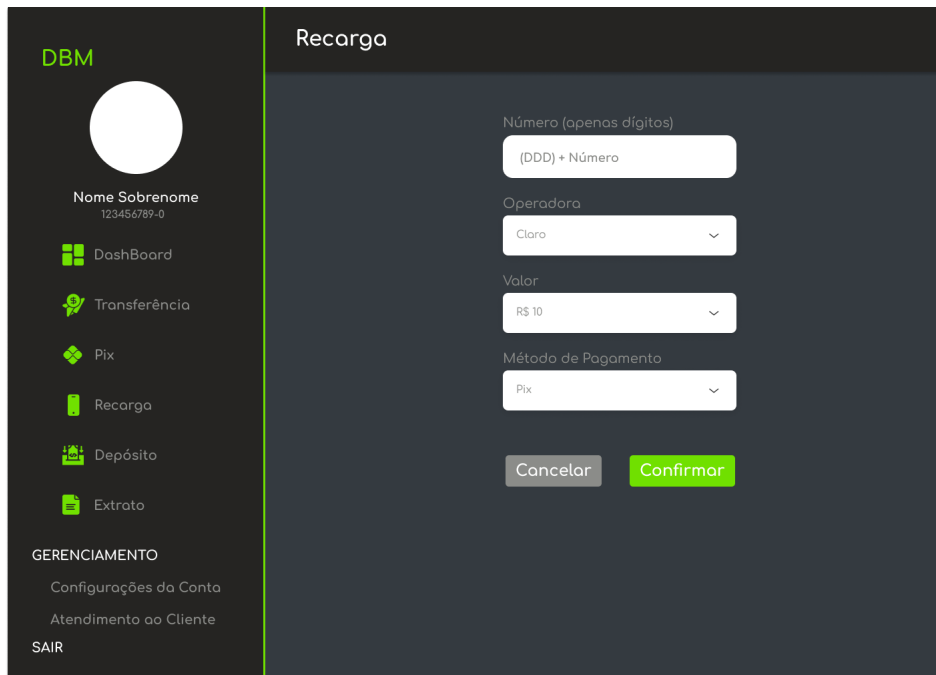 DBM
Nome Sobrenome
123456789-0
DashBoard
Transferência
Pix
Recarga
Depósito
Extrato
GERENCIAMENTO
Configurações da Conta
Atendimento ao Cliente
SAIR
Recarga
Número (apenas dígitos)
(DDD) + Número
Operadora
Claro
Valor
R$ 10
Método de Pagamento
Pix
Cancelar
Confirmar